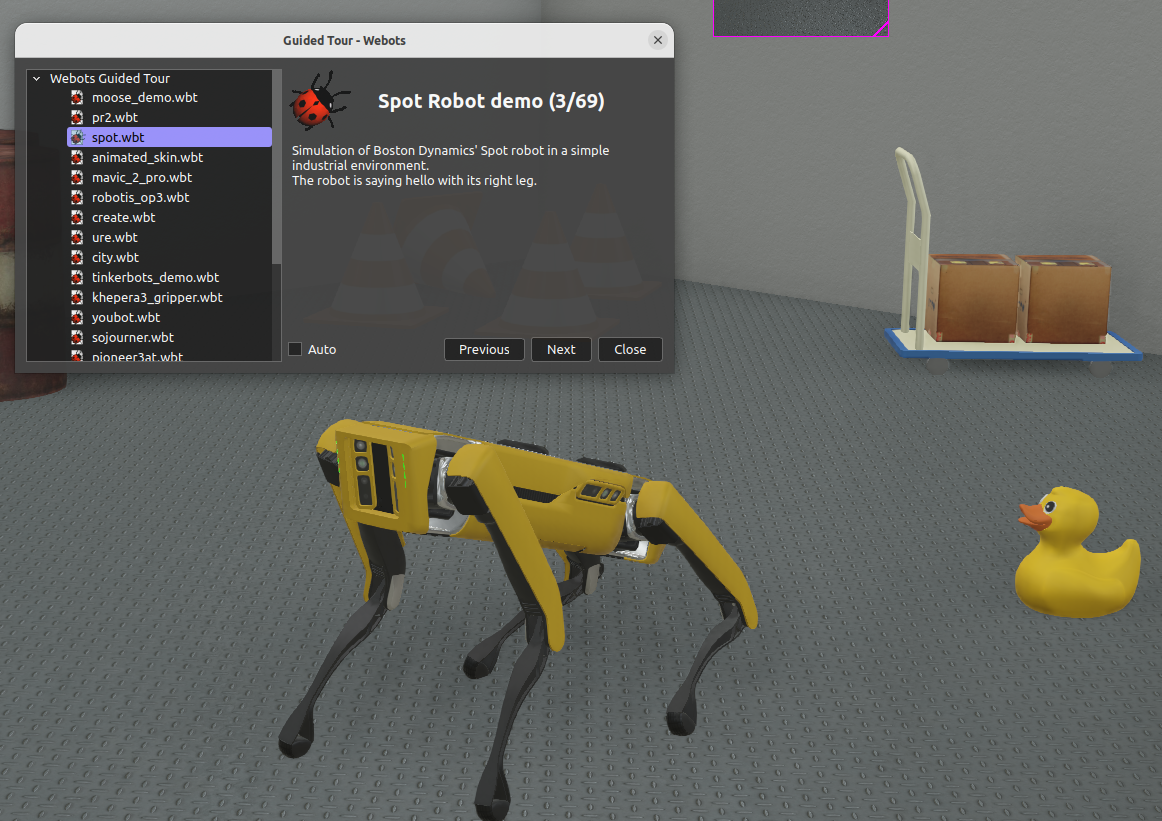 Guided Tour - Webots
Webots Guided Tour
moose_demo.wbt
pr2.wbt
spot.wbt
animated_skin.wbt
mavic_2_pro.wbt
robotis_op3.wbt
create.wbt
ure.wbt
city.wbt
tinkerbots_demo.wbt
khepera3_gripper.wbt
youbot.wbt
sojourner.wbt
pioneer3at.wbt
Spot Robot demo (3/69)
Simulation of Boston Dynamics' Spot robot in a simple
industrial environment.
The robot is saying hello with its right leg.
Auto
Previous
Next
Close